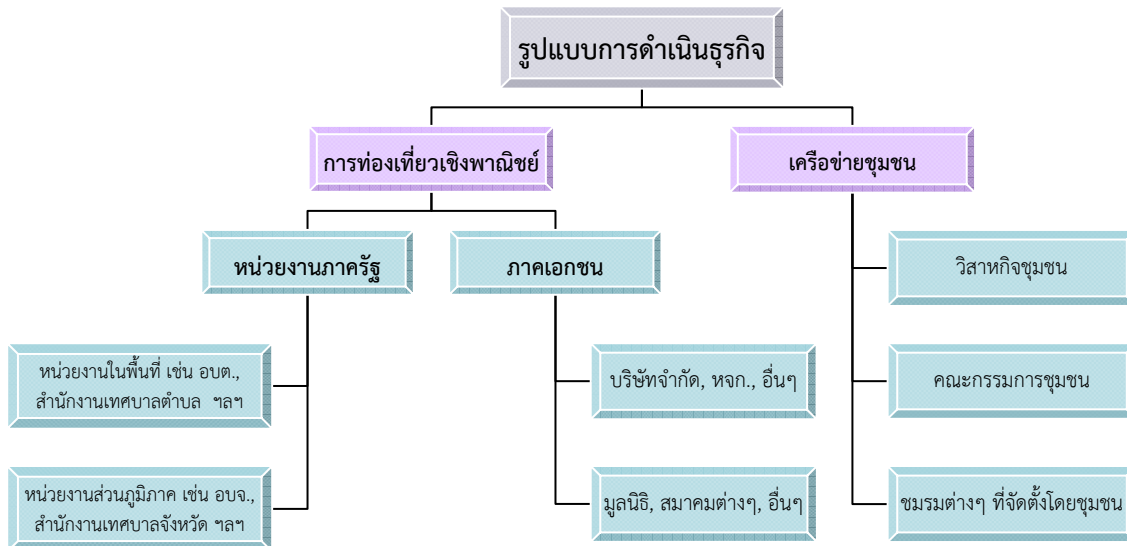 รูปแบบการดำเนินธุรกิจ
การท่องเที่ยวเชิงพาณิชย์
เครือข่ายชุมชน
หน่วยงานภาครัฐ
ภาคเอกชน
วิสาหกิจชุมชน
หน่วยงานในพื้นที่ เช่น อบต.,
สำนักงานเทศบาลตำบล ฯลฯ
บริษัทจำกัด, หจก., อื่นๆ
คณะกรรมการชุมชน
หน่วยงานส่วนภูมิภาค เช่น อบจ.,
สำนักงานเทศบาลจังหวัด ฯลฯ
มูลนิธิ, สมาคมต่างๆ, อื่นๆ
ชมรมต่างๆ ที่จัดตั้งโดยชุมชน